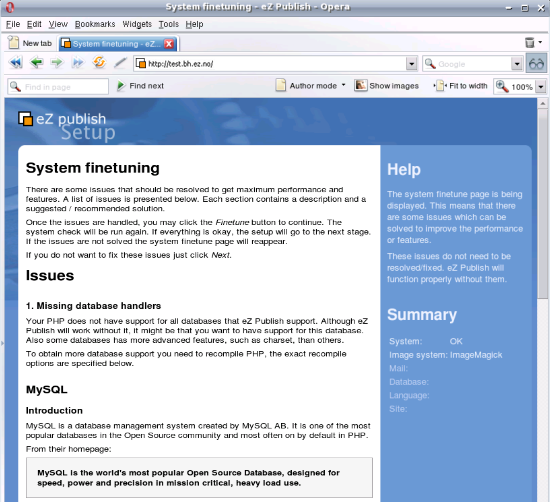 System finetuning - eZ Publish - Opera
File Edit View Bookmarks Widgets Tools Help
New tab System finetuning - eZ...
http://test.bh.ez.no/ Google
Find in page Find next Author mode Show images Fit to width 100%
eZ publish
Setup
System finetuning
There are some issues that should be resolved to get maximum performance and
features. A list of issues is presented below. Each section contains a description and a
suggested / recommended solution.
Once the issues are handled, you may click the Finetune button to continue. The
system check will be run again. If everything is okay, the setup will go to the next stage.
If the issues are not solved the system finetune page will reappear.
If you do not want to fix these issues just click Next.
Issues
1. Missing database handlers
Your PHP does not have support for all databases that eZ Publish support. Although eZ
Publish will work without it, it might be that you want to have support for this database.
Also some databases has more advanced features, such as charset, than others.
To obtain more database support you need to recompile PHP, the exact recompile
options are specified below.
MySQL
Introduction
MySQL is a database management system created by MySQL AB. It is one of the most
popular databases in the Open Source community and most often on by default in PHP.
From their homepage:
MySQL is the world's most popular Open Source Database, designed for
speed, power and precision in mission critical, heavy load use.
Help
The system finetune page is being
displayed. This means that there
are some issues which can be
solved to improve the performance
or features.
These issues do not need to be
resolved/fixed. eZ Publish will
function properly without them.
Summary
System: OK
Image system: ImageMagick
Mail:
Database:
Language:
Site: